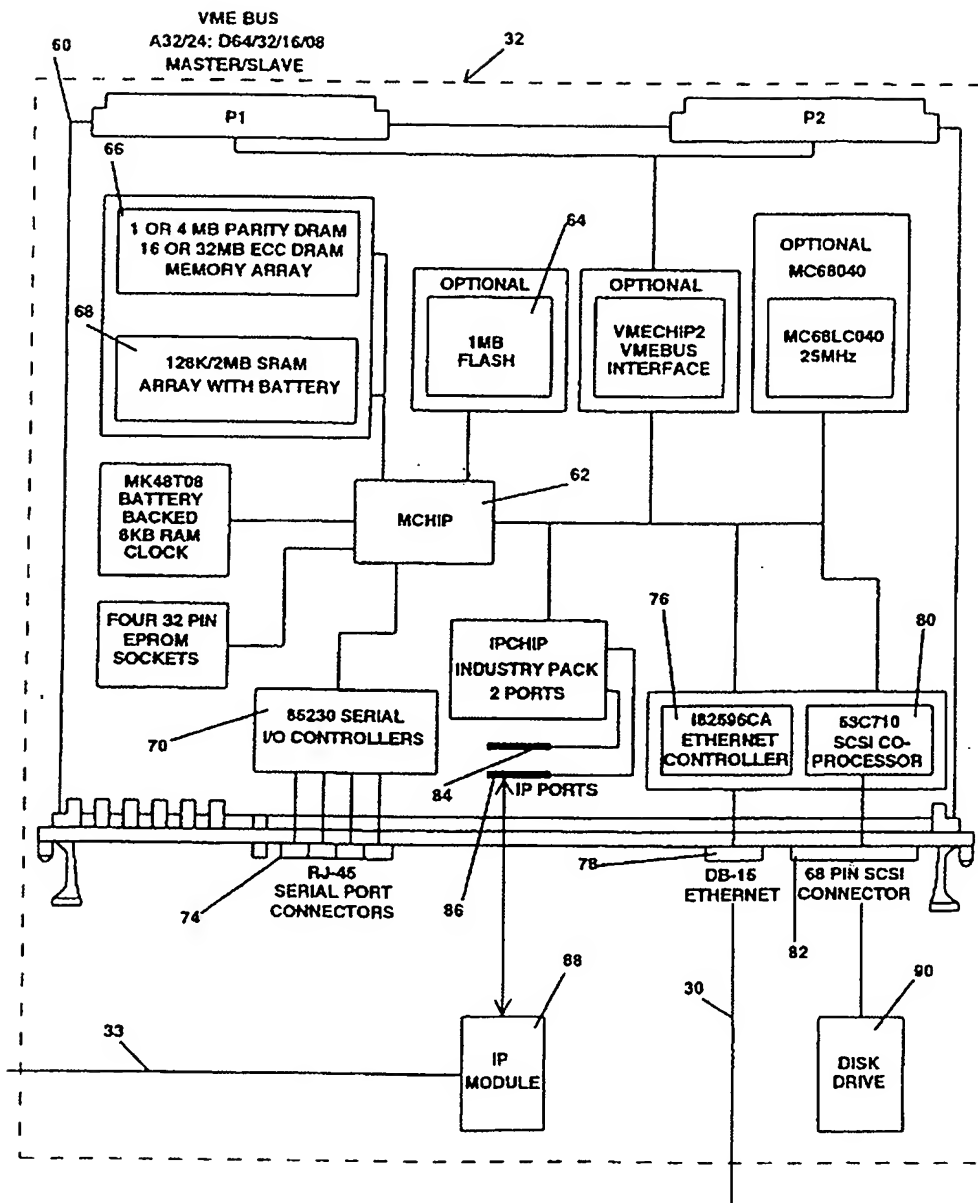 VME BUS
A32/24: D64/32/16/08
MASTER/SLAVE
60
32
P1
P2
66
1 OR 4 MB PARITY DRAM
16 OR 32MB ECC DRAM
MEMORY ARRAY
68
128K/2MB SRAM
ARRAY WITH BATTERY
64
OPTIONAL
1MB
FLASH
OPTIONAL
VMECHIP2
VMEBUS
INTERFACE
OPTIONAL
MC68040
MC68LC040
25MHz
MK48T08
BATTERY
BACKED
8KB RAM
CLOCK
62
MCHIP
FOUR 32 PIN
EPROM
SOCKETS
IPCHIP
INDUSTRY PACK
2 PORTS
76
80
70
85230 SERIAL
I/O CONTROLLERS
I82596CA
ETHERNET
CONTROLLER
53C710
SCSI CO-
PROCESSOR
84
IP PORTS
78
74
RJ-45
SERIAL PORT
CONNECTORS
86
DB-15
ETHERNET
68 PIN SCSI
CONNECTOR
82
88
30
90
33
IP
MODULE
DISK
DRIVE